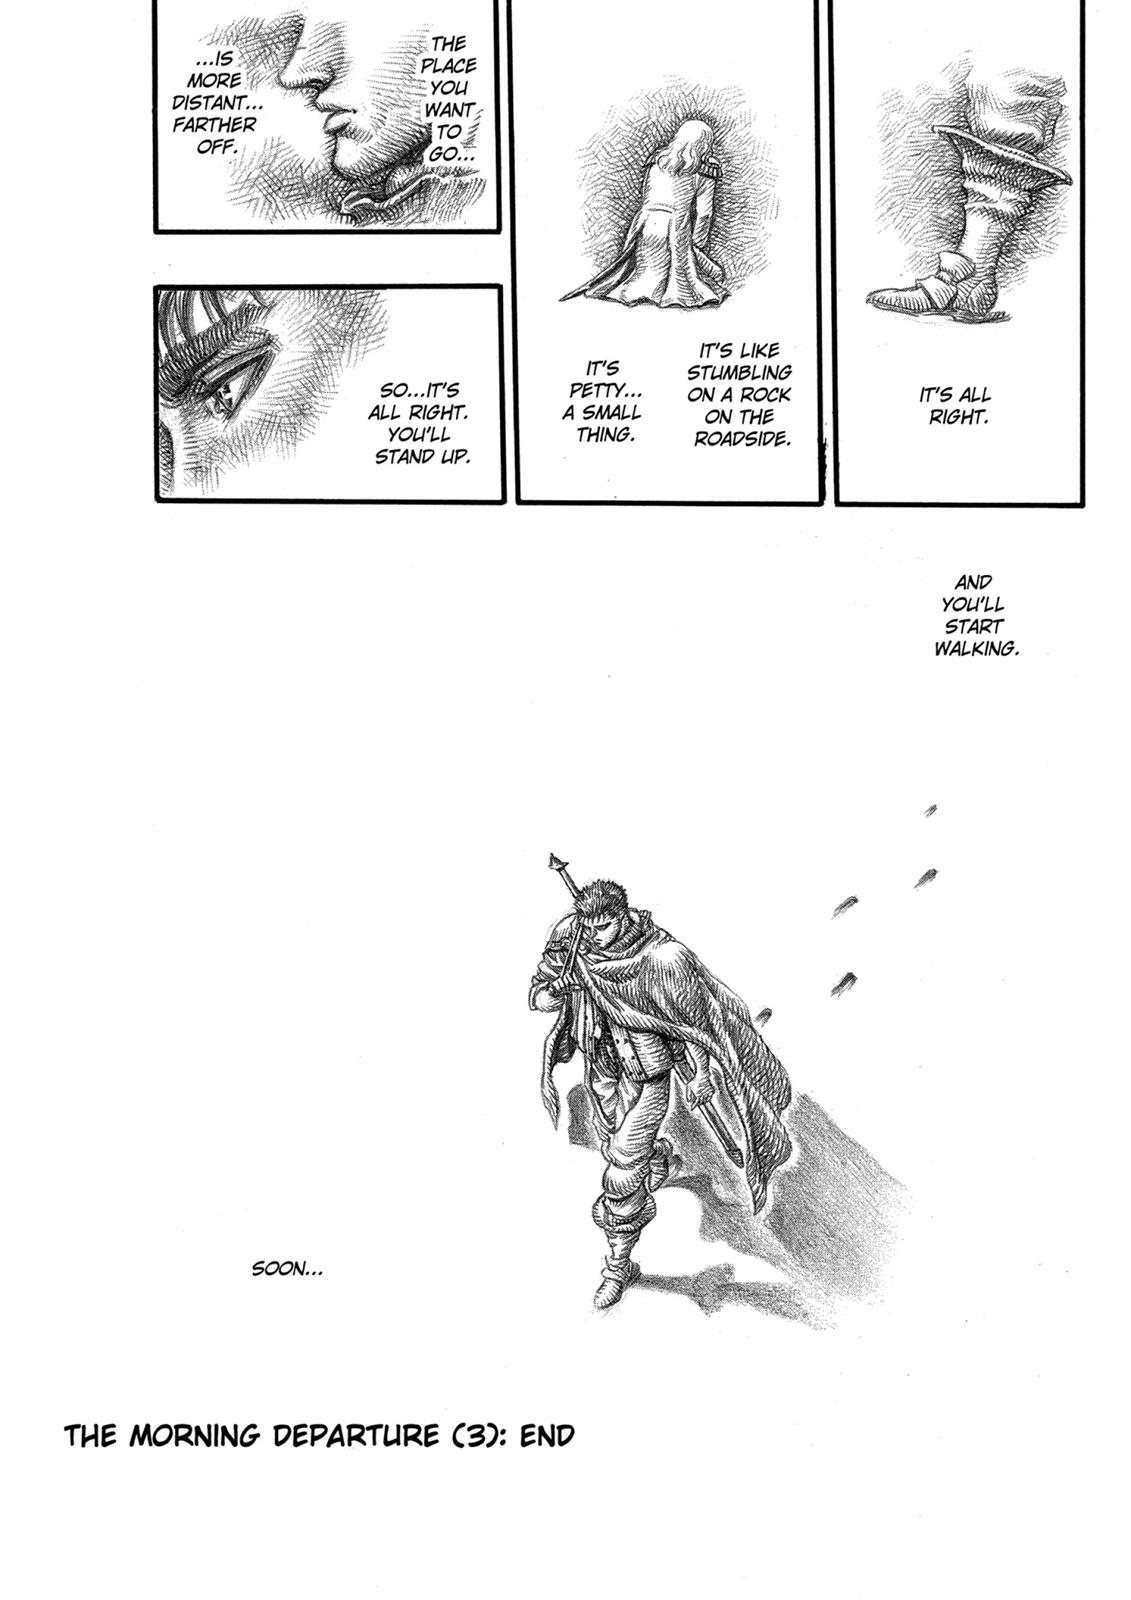 IT'S ALL
RIGHT.
IT'S LIKE
STUMBLING
ON A ROCK
ON THE
ROADSIDE.
IT'S
PETTY...
A SMALL
THING.
THE
PLACE
YOU
WANT
TO
GO...
...IS
MORE
DISTANT...
FARTHER
OFF.
SO...IT'S
ALL RIGHT.
YOU'LL
STAND UP.
AND
YOU'LL
START
WALKING.
SOON...
THE MORNING DEPARTURE (3): END